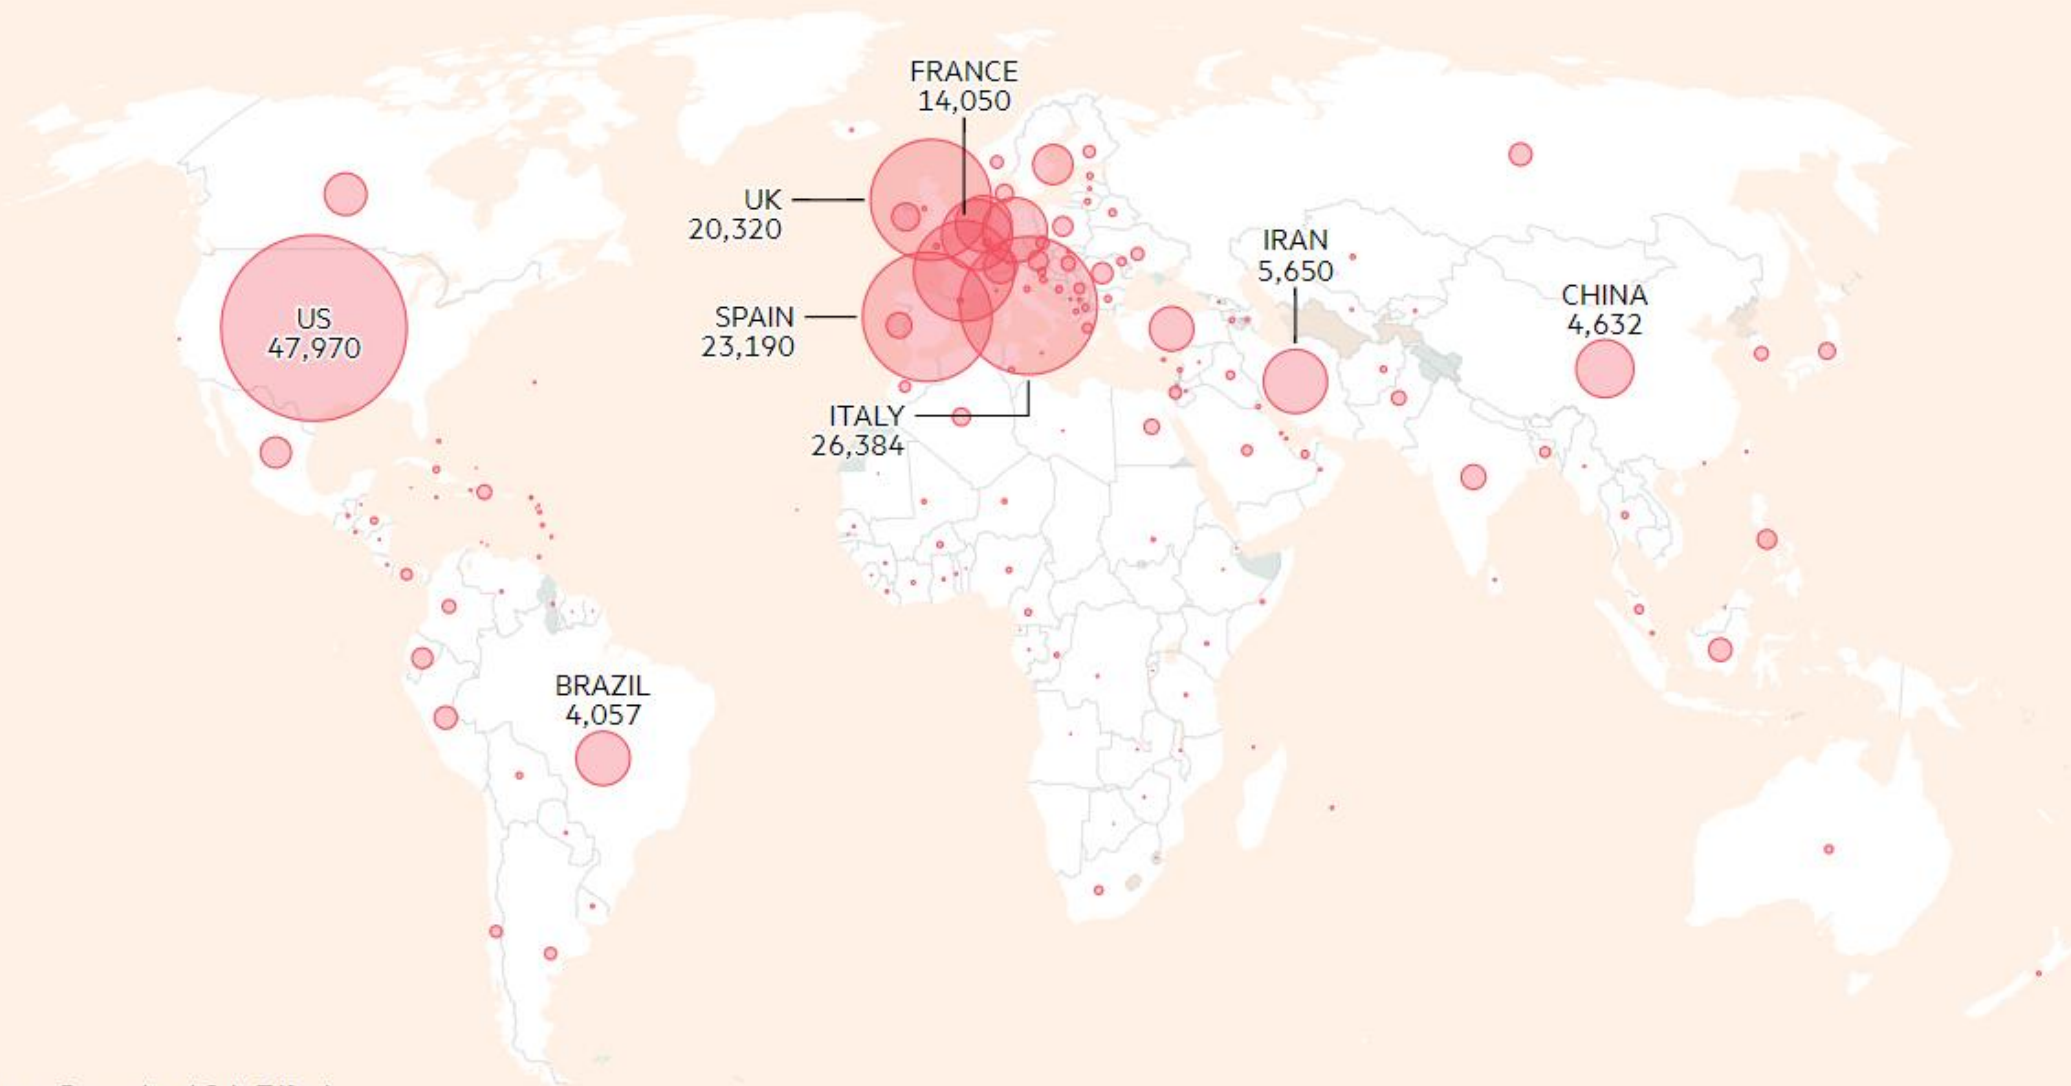 FRANCE
14,050
UK
20,320
IRAN
5,650
CHINA
4,632
US
47,970
SPAIN
23,190
ITALY
26,384
BRAZIL
4,057